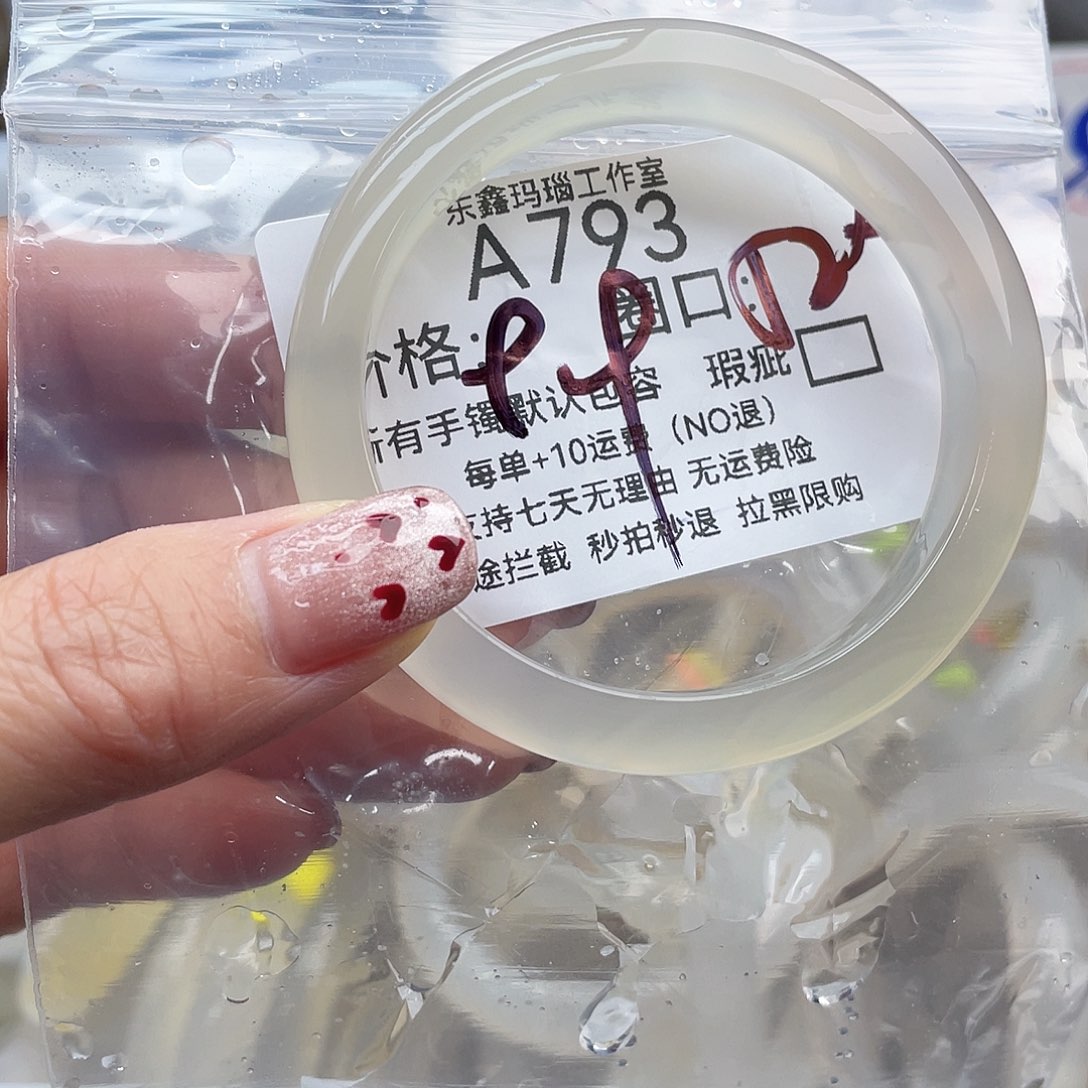 乐鑫玛瑙工作室
A793
价格: 圈口:
瑕疵
所有手镯默认包容
每单+10运费（NO退）
支持七天无理由 无运费险
途拦截 秒拍秒退 拉黑限购